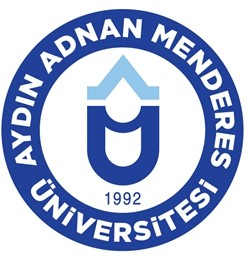 AYDIN ADNAN MENDERES
ÜNİVERSİTESİ
1992